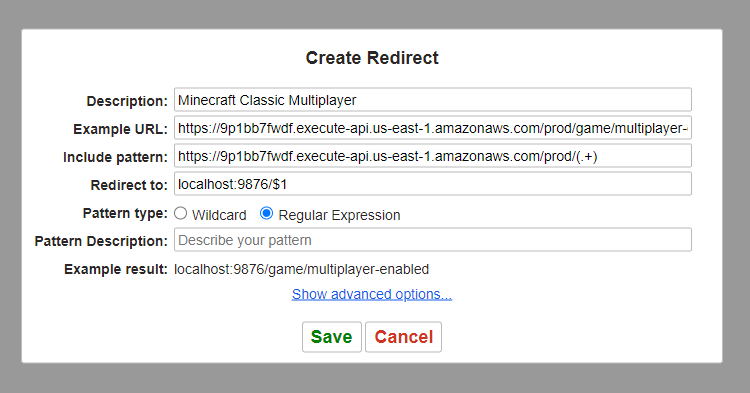 Create Redirect
Description: Minecraft Classic Multiplayer
Example URL: https://9p1bb7fwdf.execute-api.us-east-1.amazonaws.com/prod/game/multiplayer-
Include pattern: https://9p1bb7fwdf.execute-api.us-east-1.amazonaws.com/prod/(.+)
Redirect to: localhost:9876/$1
Pattern type: Wildcard Regular Expression
Pattern Description: Describe your pattern
Example result: localhost:9876/game/multiplayer-enabled
Show advanced options...
Save Cancel